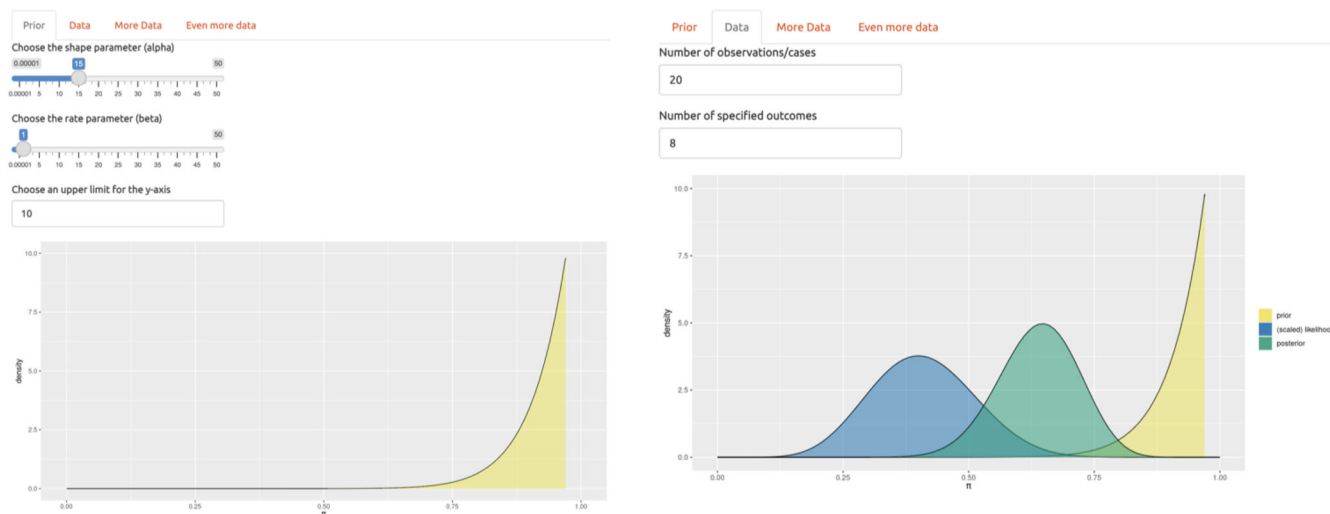 Prior Data More Data Even more data
Choose the shape parameter (alpha)
0.00001 15 50
0.00001 5 10 15 20 25 30 35 40 45 50
Choose the rate parameter (beta)
1 50
0.00001 5 10 15 20 25 30 35 40 45 50
Choose an upper limit for the y-axis
10
10.0
7.5
5.0
2.5
0.0
density
0.00 0.25 0.50 0.75 1.00
Prior Data More Data Even more data
Number of observations/cases
20
Number of specified outcomes
8
10.0
7.5
5.0
2.5
0.0
density
0.00 0.25 0.50 0.75 1.00
π
prior
(scaled) likelihoo
posterior